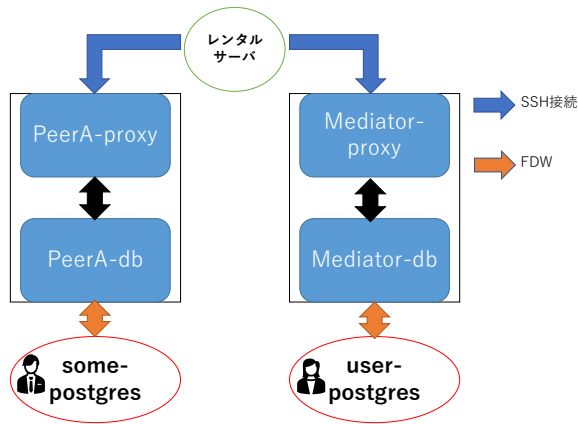 レンタル
サーバ
PeerA-proxy
Mediator-
proxy
SSH接続
FDW
PeerA-db
Mediator-db
some-
postgres
user-
postgres